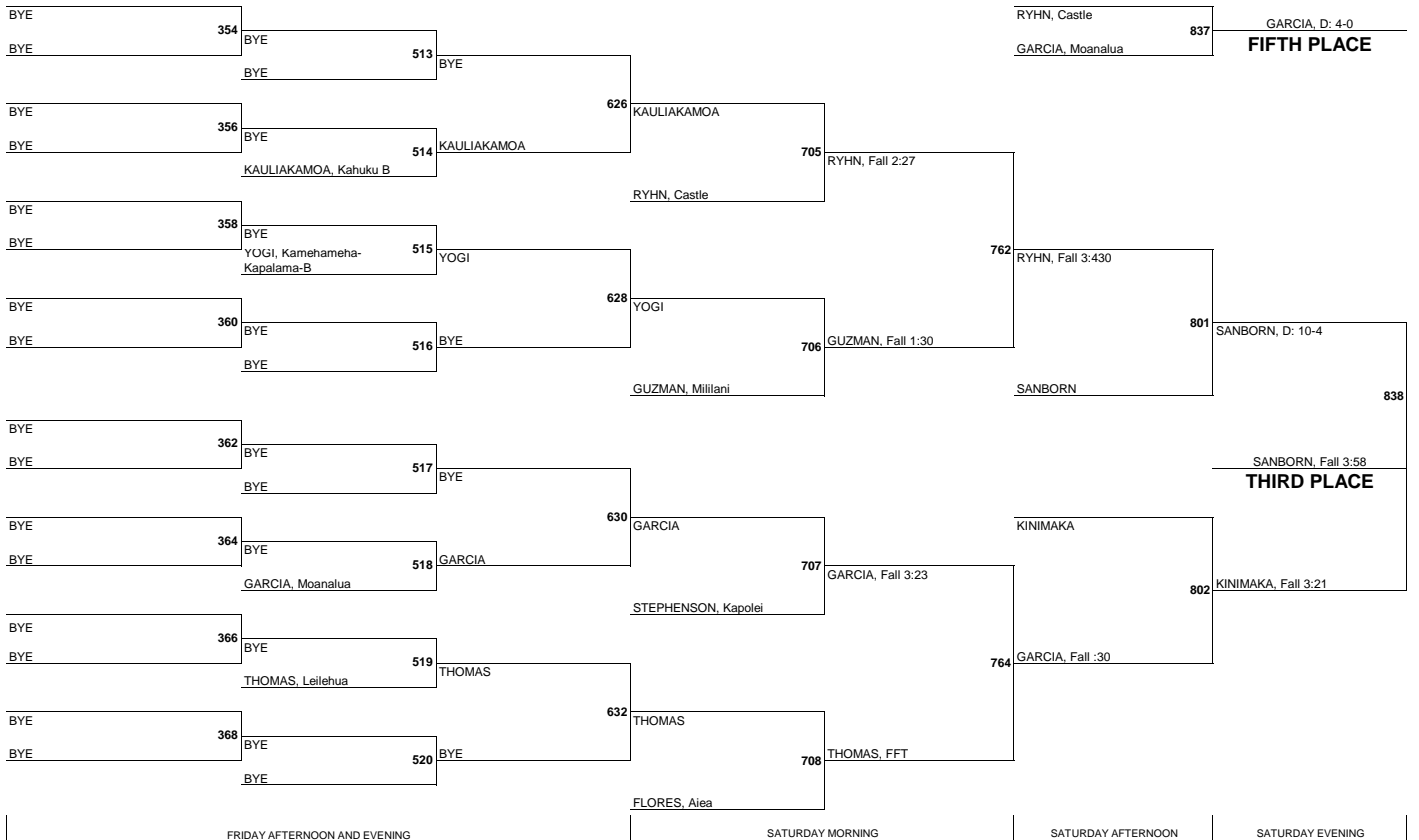 BYE
354
BYE
BYE
513
BYE
BYE
626
BYE
356
BYE
BYE
514
KAULIAKAMOA
KAULIAKAMOA, Kahuku B
KAULIAKAMOA
705
RYHN, Fall 2:27
RYHN, Castle
BYE
358
BYE
BYE
515
YOGI
YOGI, Kamehameha-
Kapalama-B
628
YOGI
762
RYHN, Fall 3:430
BYE
360
BYE
BYE
516
BYE
BYE
706
GUZMAN, Fall 1:30
GUZMAN, Mililani
801
SANBORN, D: 10-4
SANBORN
838
BYE
362
BYE
BYE
517
BYE
BYE
630
GARCIA
BYE
364
BYE
BYE
518
GARCIA
GARCIA, Moanalua
707
GARCIA, Fall 3:23
STEPHENSON, Kapolei
SANBORN, Fall 3:58
THIRD PLACE
KINIMAKA
802
KINIMAKA, Fall 3:21
BYE
366
BYE
BYE
519
THOMAS
THOMAS, Leilehua
632
THOMAS
764
GARCIA, Fall :30
BYE
368
BYE
BYE
520
BYE
BYE
708
THOMAS, FFT
FLORES, Aiea
RYHN, Castle
837
GARCIA, Moanalua
GARCIA, D: 4-0
FIFTH PLACE
FRIDAY AFTERNOON AND EVENING
SATURDAY MORNING
SATURDAY AFTERNOON
SATURDAY EVENING